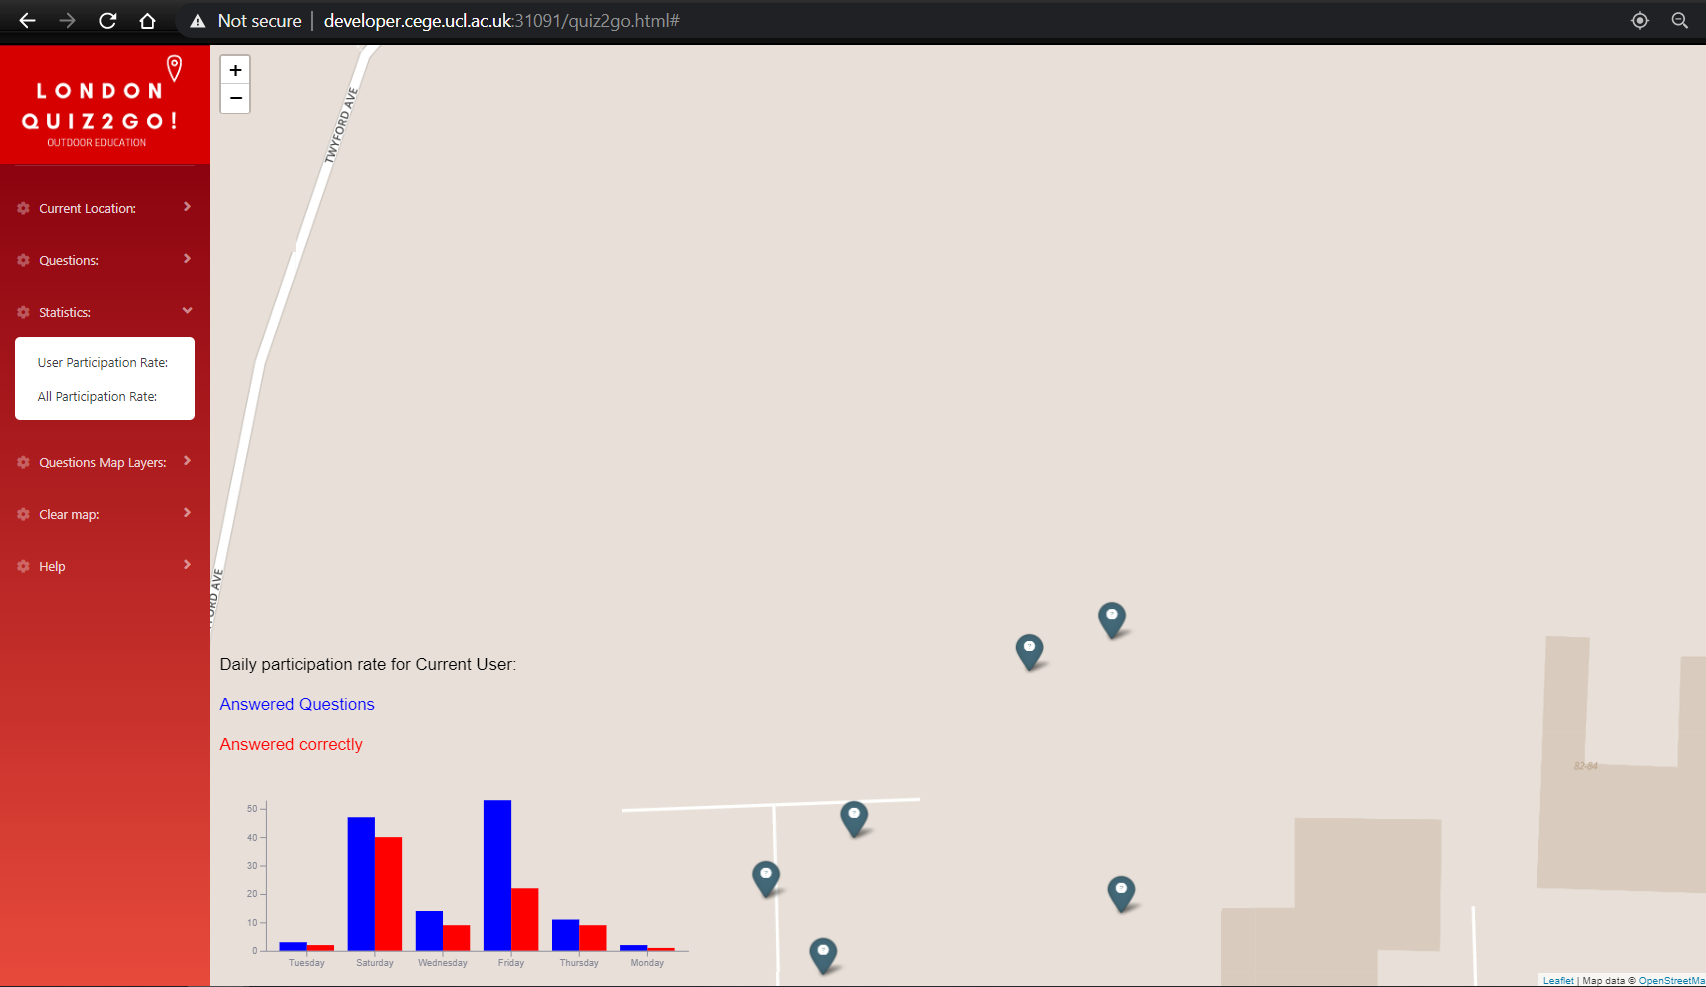 Not secure
developer.cege.ucl.ac.uk:31091/quiz2go.html#
LONDON
QUIZ2GO!
OUTDOOR EDUCATION
Current Location:
Questions:
Statistics:
User Participation Rate:
All Participation Rate:
Questions Map Layers:
Clear map:
Help
+
−
TWYFORD AVE
FORD AVE
Daily participation rate for Current User:
Answered Questions
Answered correctly
50
40
30
20
10
0
Tuesday Saturday Wednesday Friday Thursday Monday
82-84
Leaflet | Map data © OpenStreetMa